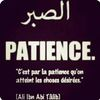 الصبر
PATIENCE.
"C'est par la patience qu'on
atteint les choses désirées."
[Ali Ibn Abi Tâlib]